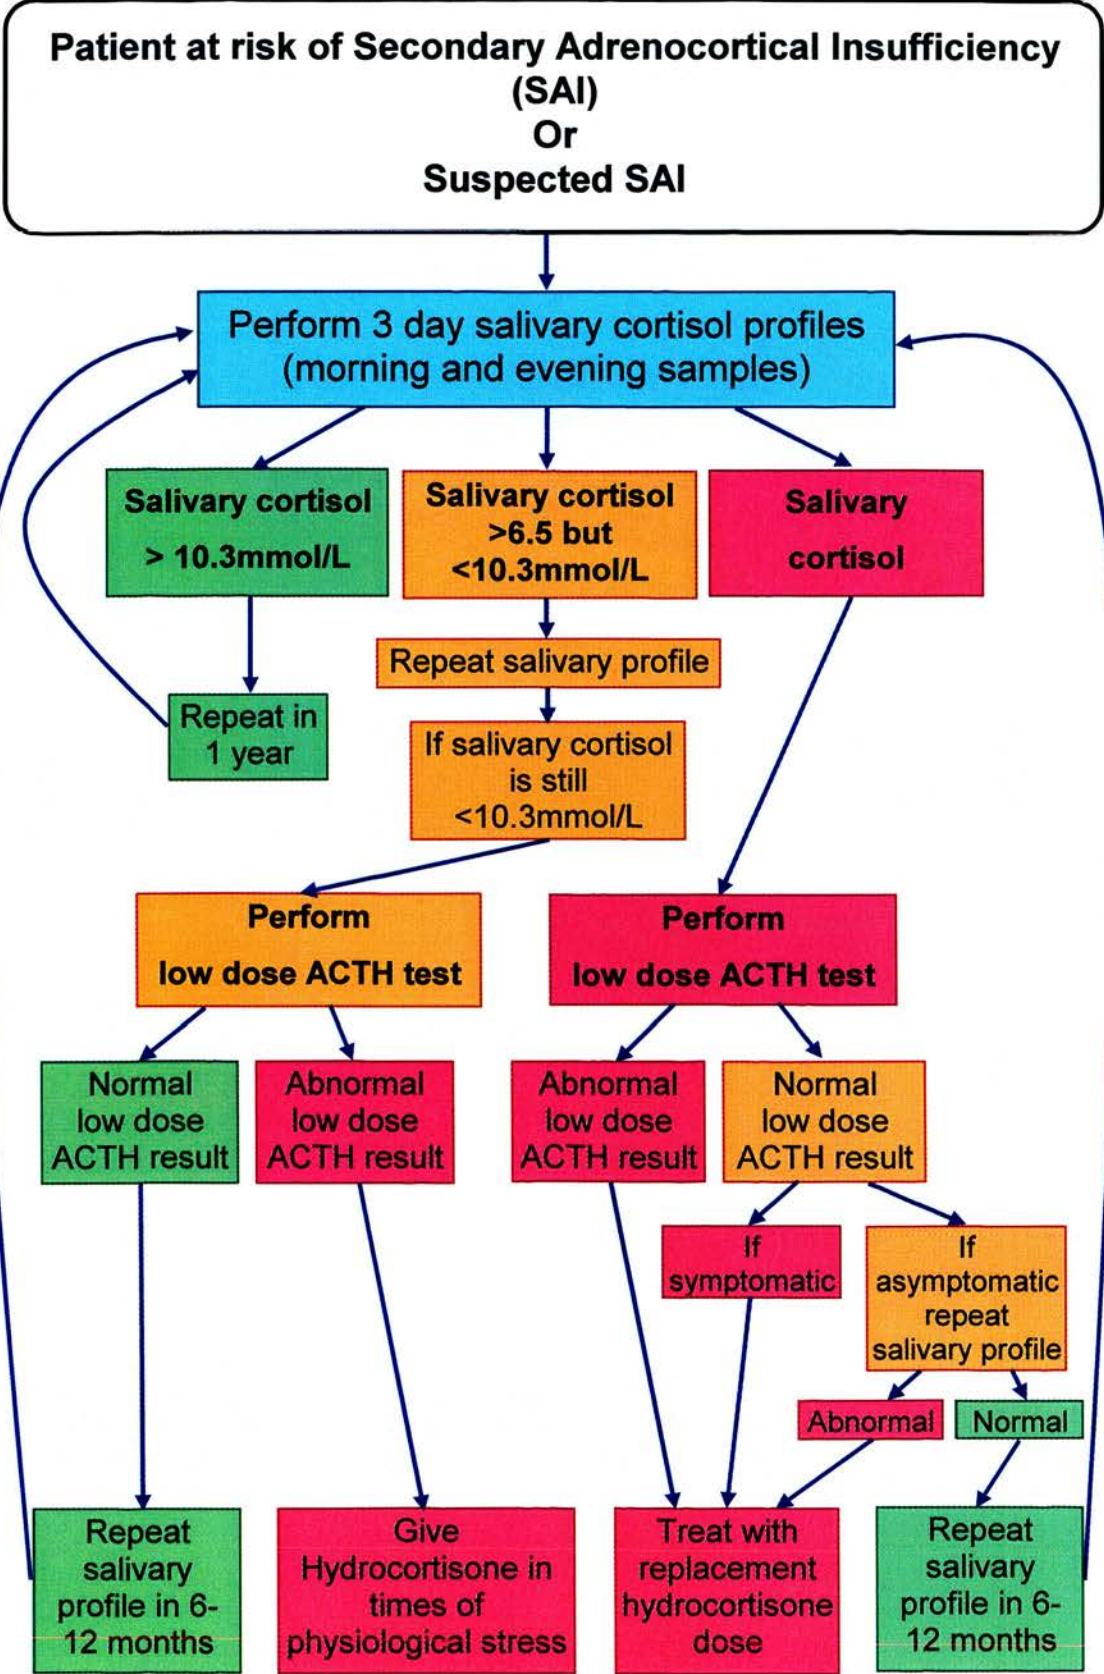 Patient at risk of Secondary Adrenocortical Insufficiency
(SAI)
Or
Suspected SAI
Perform 3 day salivary cortisol profiles
(morning and evening samples)
Salivary cortisol
> 10.3mmol/L
Salivary cortisol
>6.5 but
<10.3mmol/L
Salivary
cortisol
Repeat in
1 year
Repeat salivary profile
If salivary cortisol
is still
<10.3mmol/L
Perform
low dose ACTH test
Perform
low dose ACTH test
Normal
low dose
ACTH result
Abnormal
low dose
ACTH result
Abnormal
low dose
ACTH result
Normal
low dose
ACTH result
If
symptomatic
If
asymptomatic
repeat
salivary profile
Abnormal
Normal
Repeat
salivary
profile in 6-
12 months
Give
Hydrocortisone in
times of
physiological stress
Treat with
replacement
hydrocortisone
dose
Repeat
salivary
profile in 6-
12 months